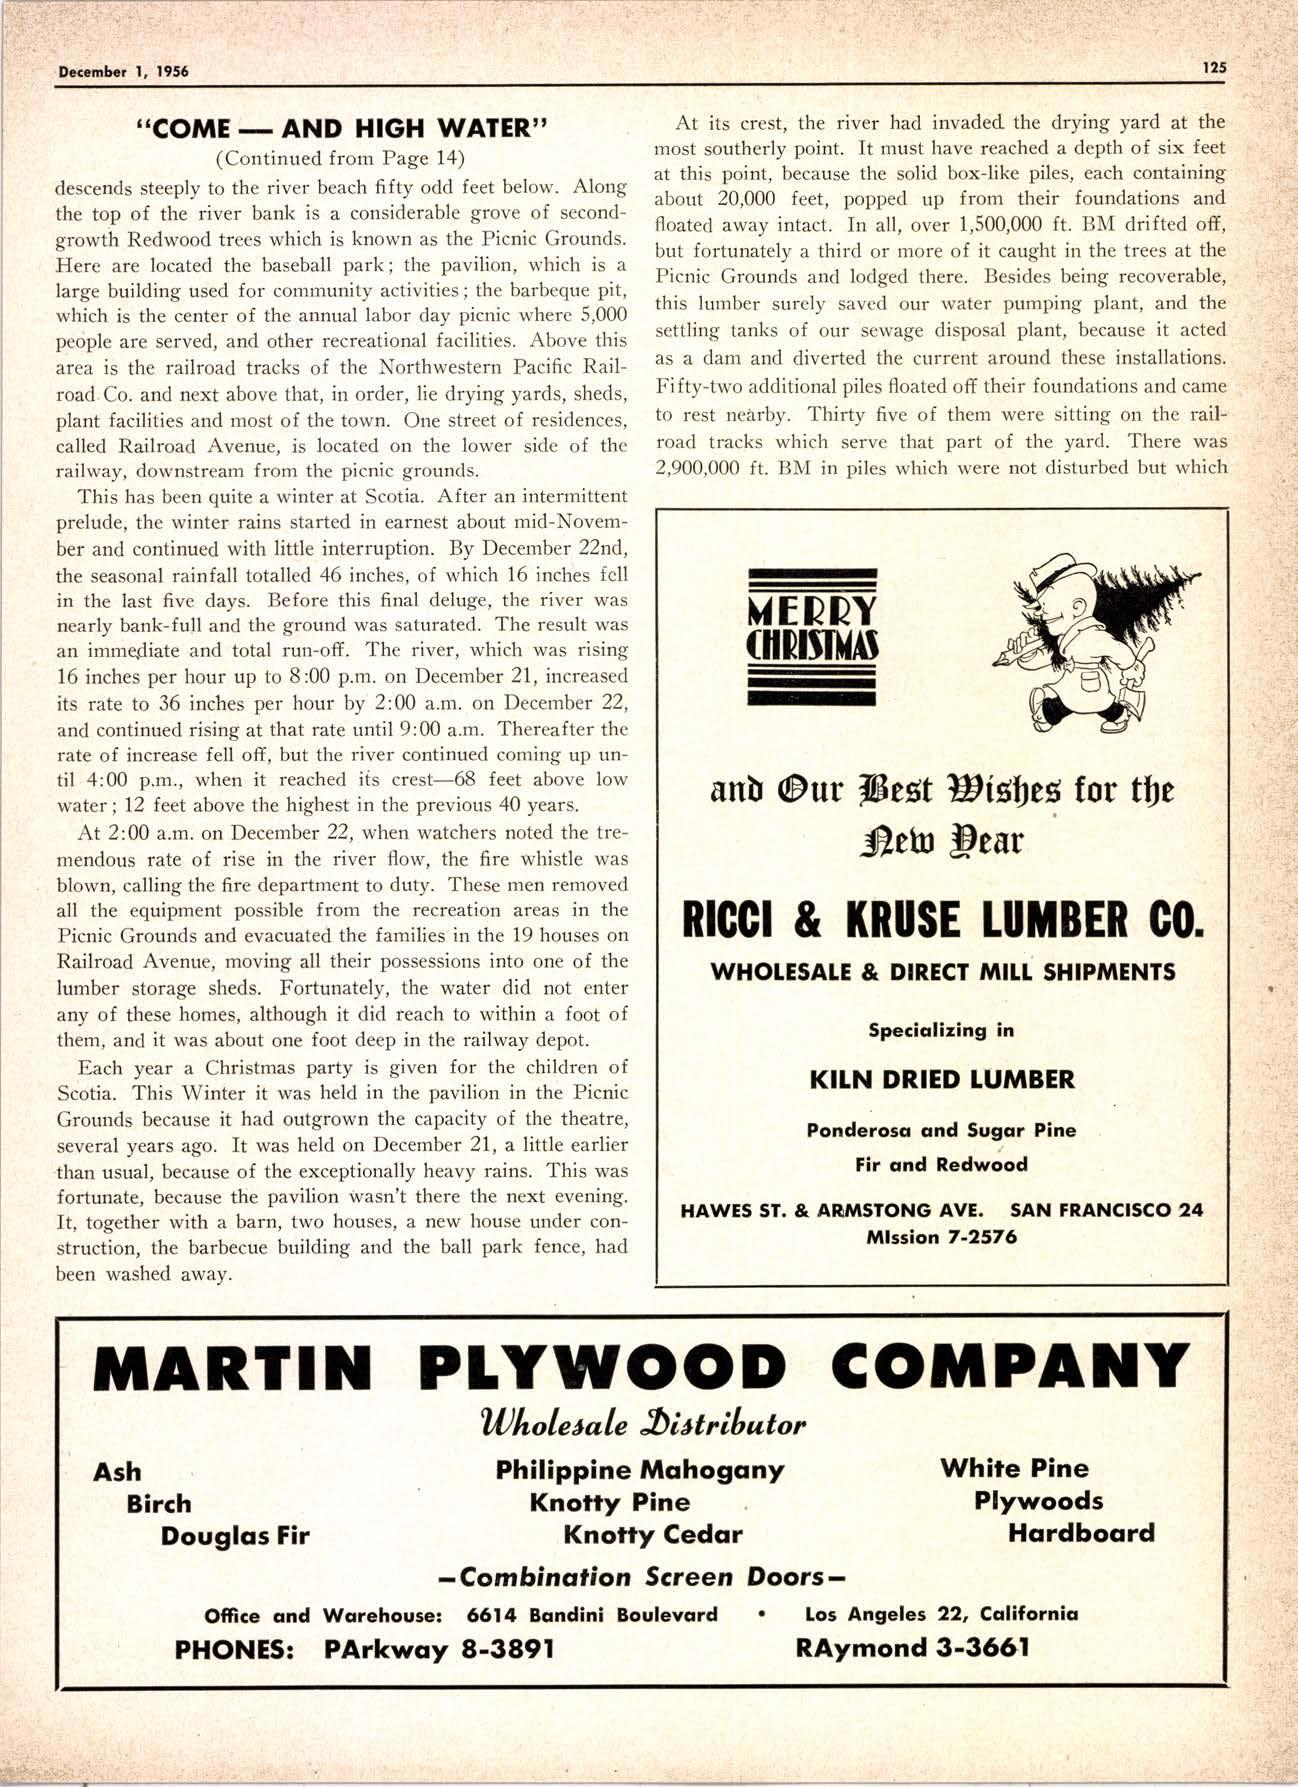 December 1, 1956
125
"COME — AND HIGH WATER"
(Continued from Page 14)
descends steeply to the river beach fifty odd feet below. Along
the top of the river bank is a considerable grove of second-
growth Redwood trees which is known as the Picnic Grounds.
Here are located the baseball park; the pavilion, which is a
large building used for community activities; the barbeque pit,
which is the center of the annual labor day picnic where 5,000
people are served, and other recreational facilities. Above this
area is the railroad tracks of the Northwestern Pacific Rail-
road Co. and next above that, in order, lie drying yards, sheds,
plant facilities and most of the town. One street of residences,
called Railroad Avenue, is located on the lower side of the
railway, downstream from the picnic grounds.
This has been quite a winter at Scotia. After an intermittent
prelude, the winter rains started in earnest about mid-Novem-
ber and continued with little interruption. By December 22nd,
the seasonal rainfall totalled 46 inches, of which 16 inches fell
in the last five days. Before this final deluge, the river was
nearly bank-full and the ground was saturated. The result was
an immediate and total run-off. The river, which was rising
16 inches per hour up to 8:00 p.m. on December 21, increased
its rate to 36 inches per hour by 2:00 a.m. on December 22,
and continued rising at that rate until 9:00 a.m. Thereafter the
rate of increase fell off, but the river continued coming up un-
til 4:00 p.m., when it reached its crest—68 feet above low
water; 12 feet above the highest in the previous 40 years.
At 2:00 a.m. on December 22, when watchers noted the tre-
mendous rate of rise in the river flow, the fire whistle was
blown, calling the fire department to duty. These men removed
all the equipment possible from the recreation areas in the
Picnic Grounds and evacuated the families in the 19 houses on
Railroad Avenue, moving all their possessions into one of the
lumber storage sheds. Fortunately, the water did not enter
any of these homes, although it did reach to within a foot of
them, and it was about one foot deep in the railway depot.
Each year a Christmas party is given for the children of
Scotia. This Winter it was held in the pavilion in the Picnic
Grounds because it had outgrown the capacity of the theatre,
several years ago. It was held on December 21, a little earlier
than usual, because of the exceptionally heavy rains. This was
fortunate, because the pavilion wasn't there the next evening.
It, together with a barn, two houses, a new house under con-
struction, the barbecue building and the ball park fence, had
been washed away.
At its crest, the river had invaded the drying yard at the
most southerly point. It must have reached a depth of six feet
at this point, because the solid box-like piles, each containing
about 20,000 feet, popped up from their foundations and
floated away intact. In all, over 1,500,000 ft. BM drifted off,
but fortunately a third or more of it caught in the trees at the
Picnic Grounds and lodged there. Besides being recoverable,
this lumber surely saved our water pumping plant, and the
settling tanks of our sewage disposal plant, because it acted
as a dam and diverted the current around these installations.
Fifty-two additional piles floated off their foundations and came
to rest nearby. Thirty five of them were sitting on the rail-
road tracks which serve that part of the yard. There was
2,900,000 ft. BM in piles which were not disturbed but which
MERRY
CHRISTMAS
and Our Best Wishes for the
New Year
RICCI & KRUSE LUMBER CO.
WHOLESALE & DIRECT MILL SHIPMENTS
Specializing in
KILN DRIED LUMBER
Ponderosa and Sugar Pine
Fir and Redwood
HAWES ST. & ARMSTONG AVE. SAN FRANCISCO 24
MIssion 7-2576
MARTIN PLYWOOD COMPANY
Wholesale Distributor
Ash Philippine Mahogany White Pine
Birch Knotty Pine Plywoods
Douglas Fir Knotty Cedar Hardboard
—Combination Screen Doors—
Office and Warehouse: 6614 Bandini Boulevard • Los Angeles 22, California
PHONES: PArkway 8-3891 RAymond 3-3661